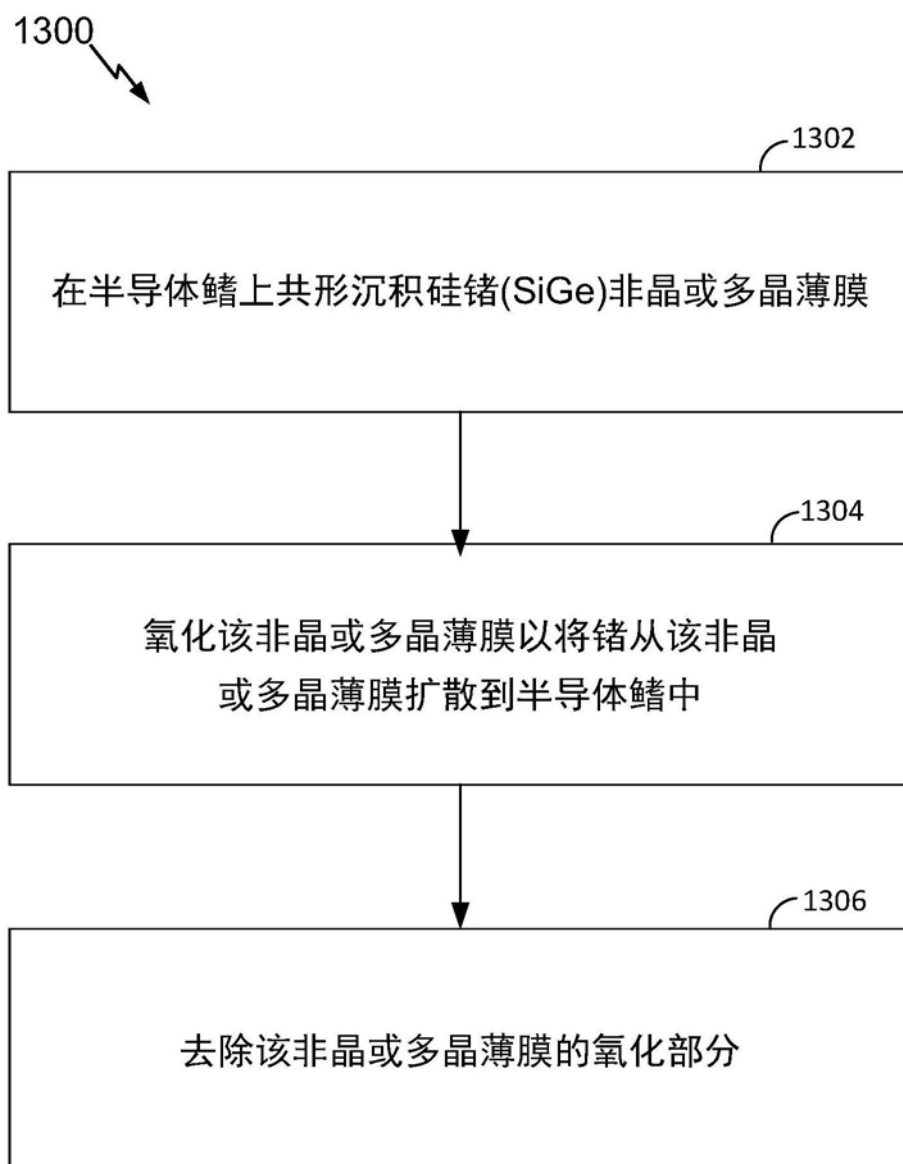 1300
1302
在半导体鳍上共形沉积硅锗(SiGe)非晶或多晶薄膜
1304
氧化该非晶或多晶薄膜以将锗从该非晶
或多晶薄膜扩散到半导体鳍中
1306
去除该非晶或多晶薄膜的氧化部分